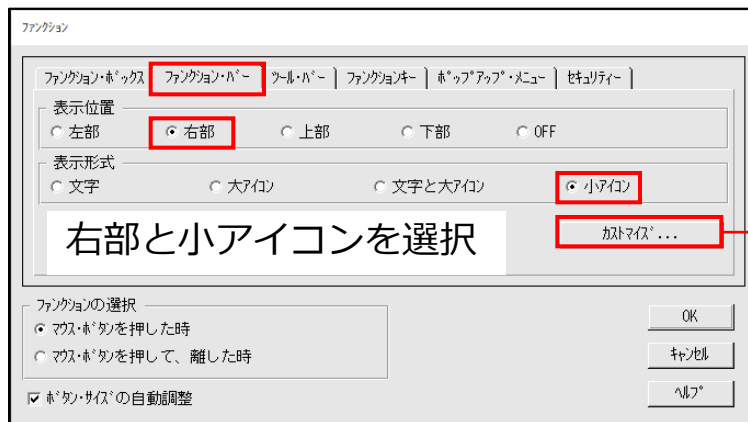 ﾌｧﾝｸｼｮﾝ
ﾌｧﾝｸｼｮﾝ･ﾎﾞｯｸｽ ﾌｧﾝｸｼｮﾝ･ﾊﾞｰ ﾂｰﾙ･ﾊﾞｰ ﾌｧﾝｸｼｮﾝｷｰ ﾎﾟｯﾌﾟｱｯﾌﾟ･ﾒﾆｭｰ ｾｷｭﾘﾃｨｰ
表示位置
左部 右部 上部 下部 OFF
表示形式
文字 大ｱｲｺﾝ 文字と大ｱｲｺﾝ 小ｱｲｺﾝ
右部と小アイコンを選択
ｶｽﾄﾏｲｽﾞ...
ﾌｧﾝｸｼｮﾝの選択
ﾏｳｽ･ﾎﾞﾀﾝを押した時
ﾏｳｽ･ﾎﾞﾀﾝを押して、離した時
ﾎﾞﾀﾝ･ｻｲｽﾞの自動調整
OK
ｷｬﾝｾﾙ
ﾍﾙﾌﾟ